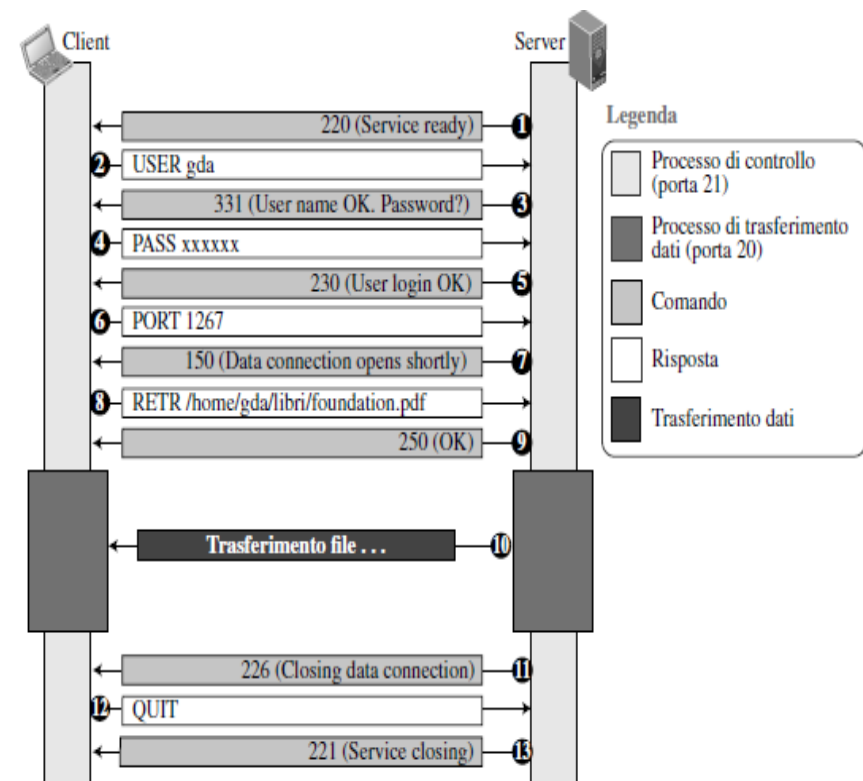 Client
Server
220 (Service ready)
1
2
USER gda
331 (User name OK. Password?)
3
4
PASS xxxxxx
230 (User login OK)
5
6
PORT 1267
150 (Data connection opens shortly)
7
8
RETR /home/gda/libri/foundation.pdf
250 (OK)
9
Trasferimento file . . .
10
226 (Closing data connection)
11
12
QUIT
221 (Service closing)
13
Legenda
Processo di controllo
(porta 21)
Processo di trasferimento
dati (porta 20)
Comando
Risposta
Trasferimento dati